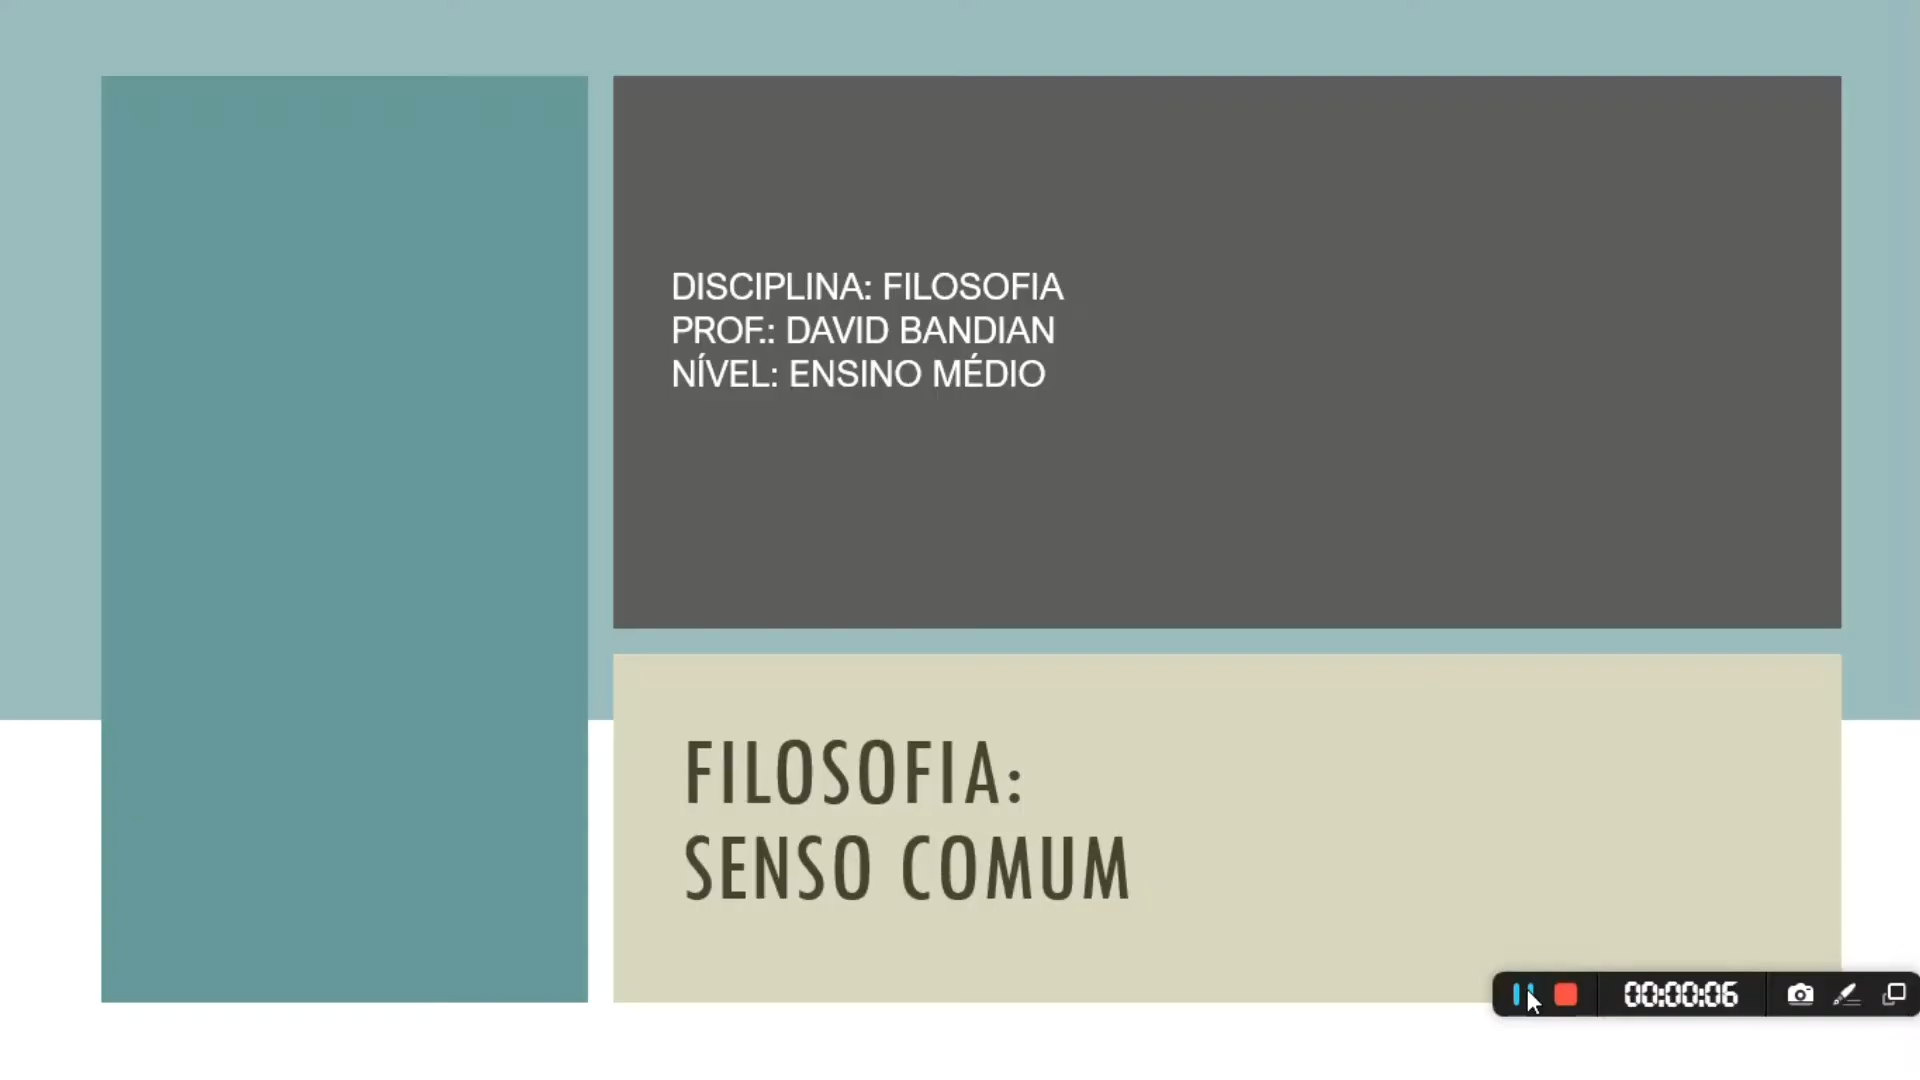 DISCIPLINA: FILOSOFIA
PROF.: DAVID BANDIAN
NÍVEL: ENSINO MÉDIO
FILOSOFIA:
SENSO COMUM
00:00:06